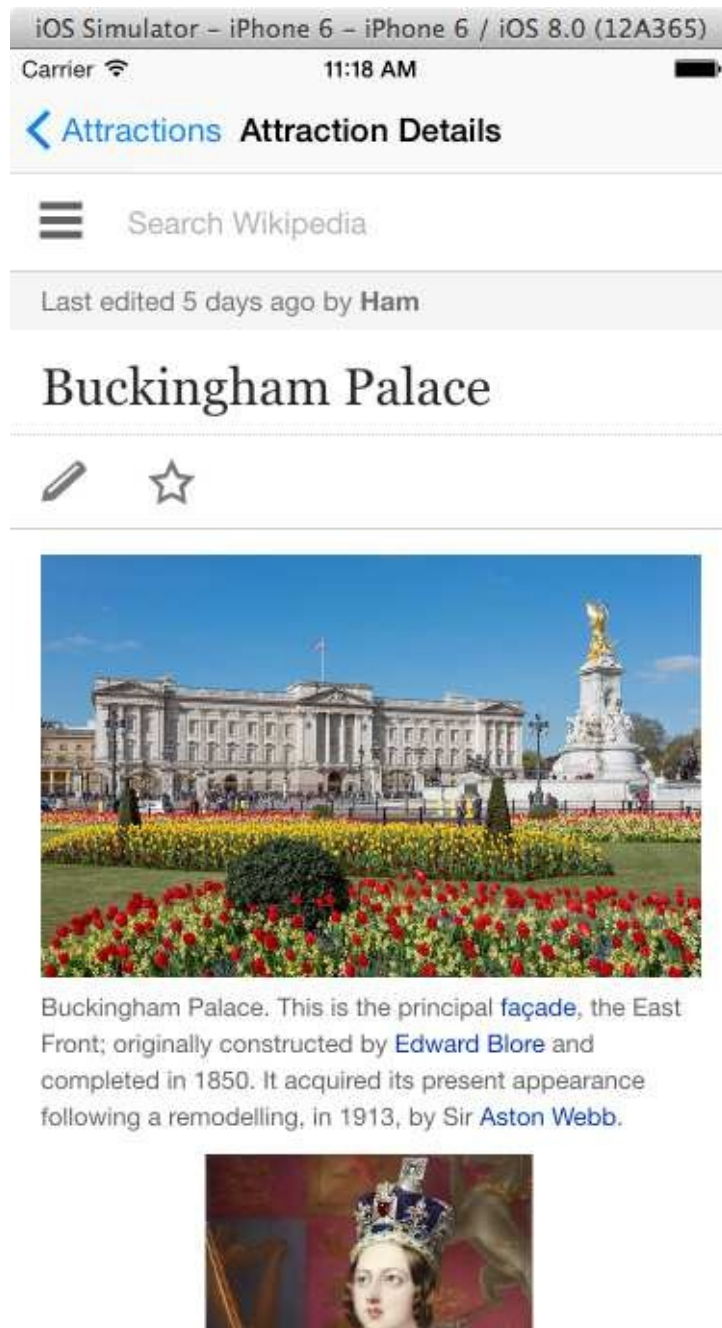 iOS Simulator – iPhone 6 – iPhone 6 / iOS 8.0 (12A365)
Carrier 11:18 AM
Attractions Attraction Details
Search Wikipedia
Last edited 5 days ago by Ham
Buckingham Palace
Buckingham Palace. This is the principal façade, the East
Front; originally constructed by Edward Blore and
completed in 1850. It acquired its present appearance
following a remodelling, in 1913, by Sir Aston Webb.